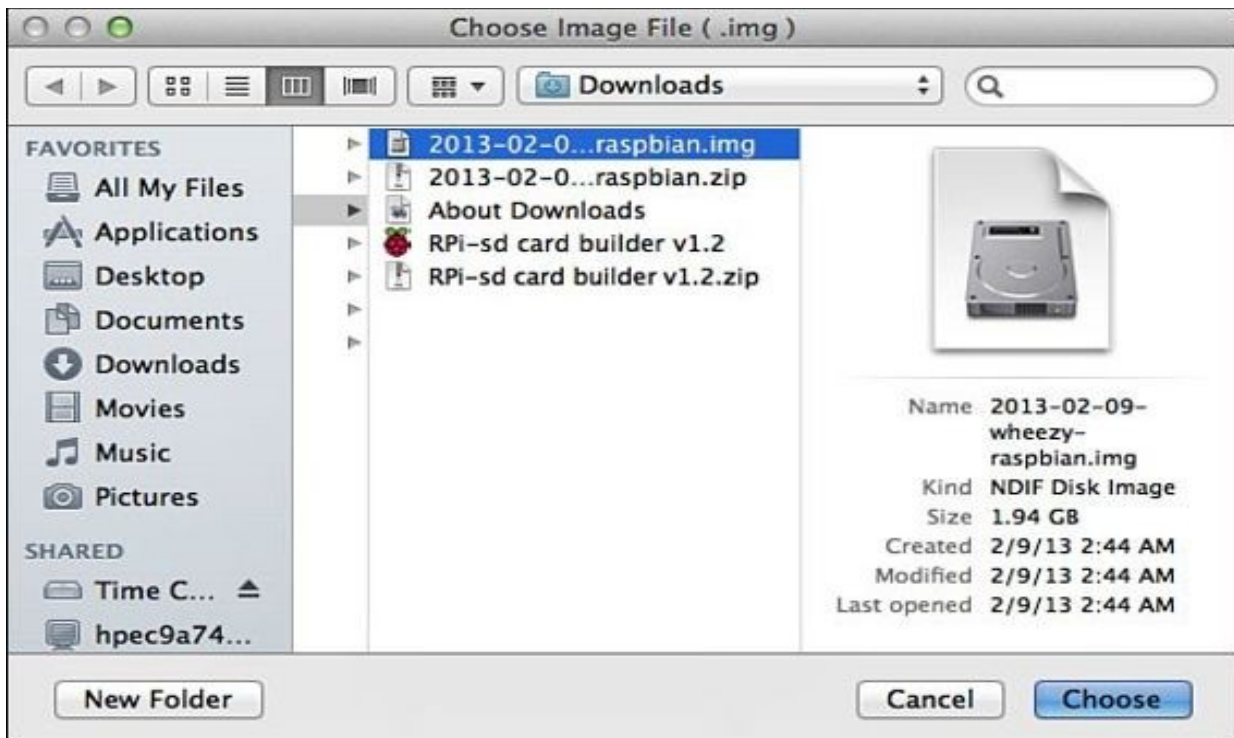 Choose Image File ( .img )
Downloads
FAVORITES
All My Files
Applications
Desktop
Documents
Downloads
Movies
Music
Pictures
SHARED
Time C...
hpec9a74...
2013-02-0...raspbian.img
2013-02-0...raspbian.zip
About Downloads
RPi-sd card builder v1.2
RPi-sd card builder v1.2.zip
Name 2013-02-09-
wheezy-
raspbian.img
Kind NDIF Disk Image
Size 1.94 GB
Created 2/9/13 2:44 AM
Modified 2/9/13 2:44 AM
Last opened 2/9/13 2:44 AM
New Folder
Cancel
Choose